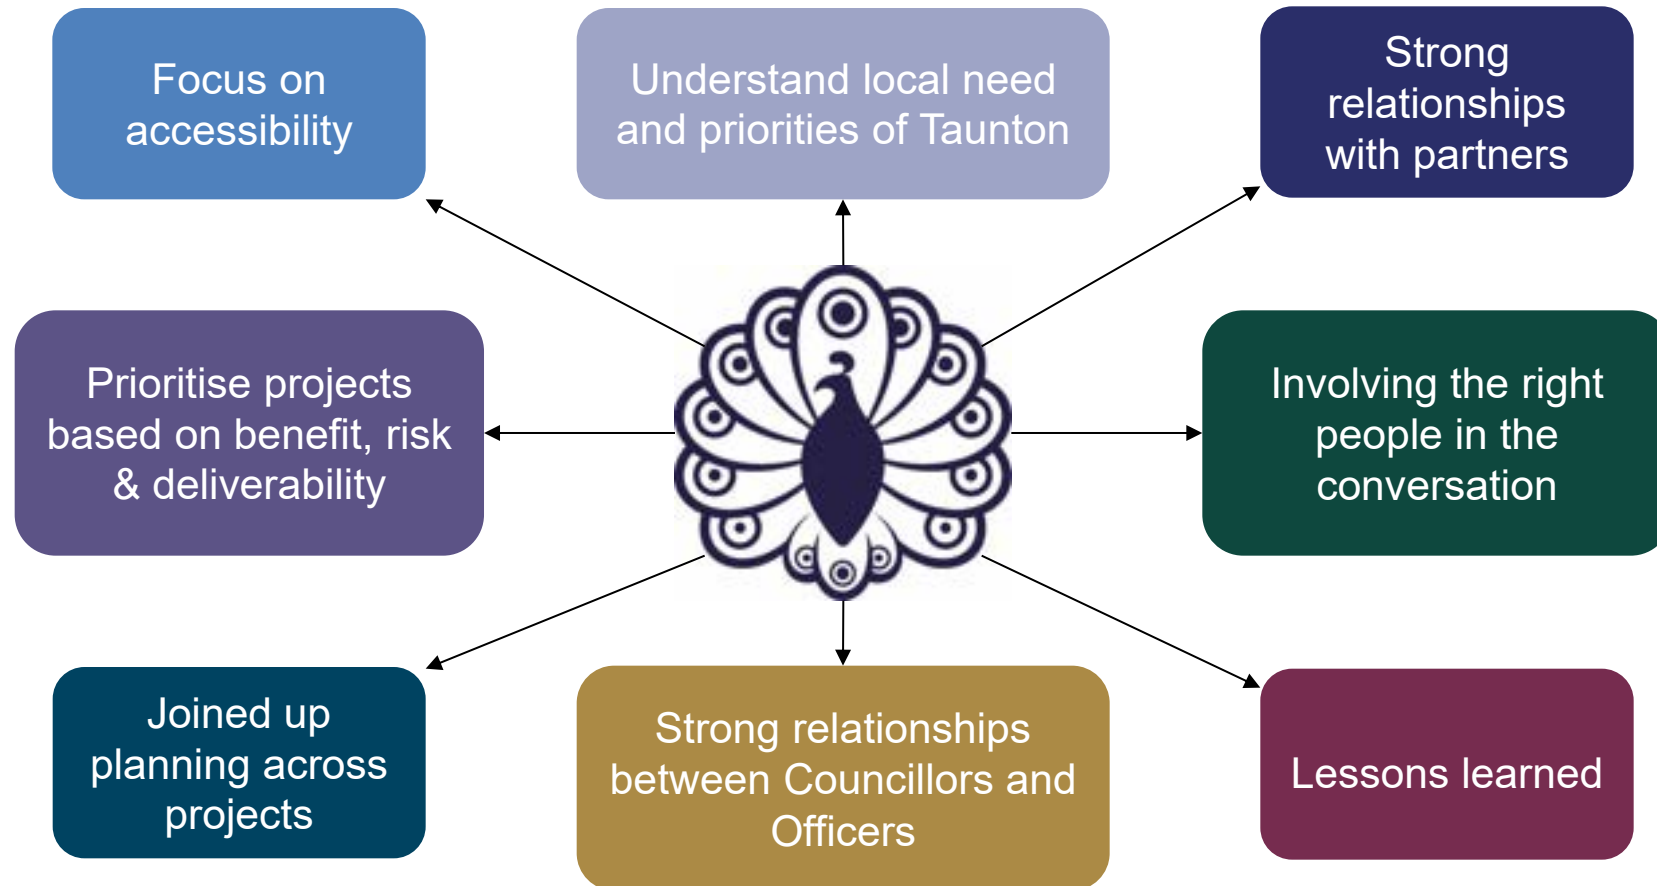 Focus on
accessibility
Understand local need
and priorities of Taunton
Strong
relationships
with partners
Prioritise projects
based on benefit, risk
& deliverability
Involving the right
people in the
conversation
Joined up
planning across
projects
Strong relationships
between Councillors and
Officers
Lessons learned